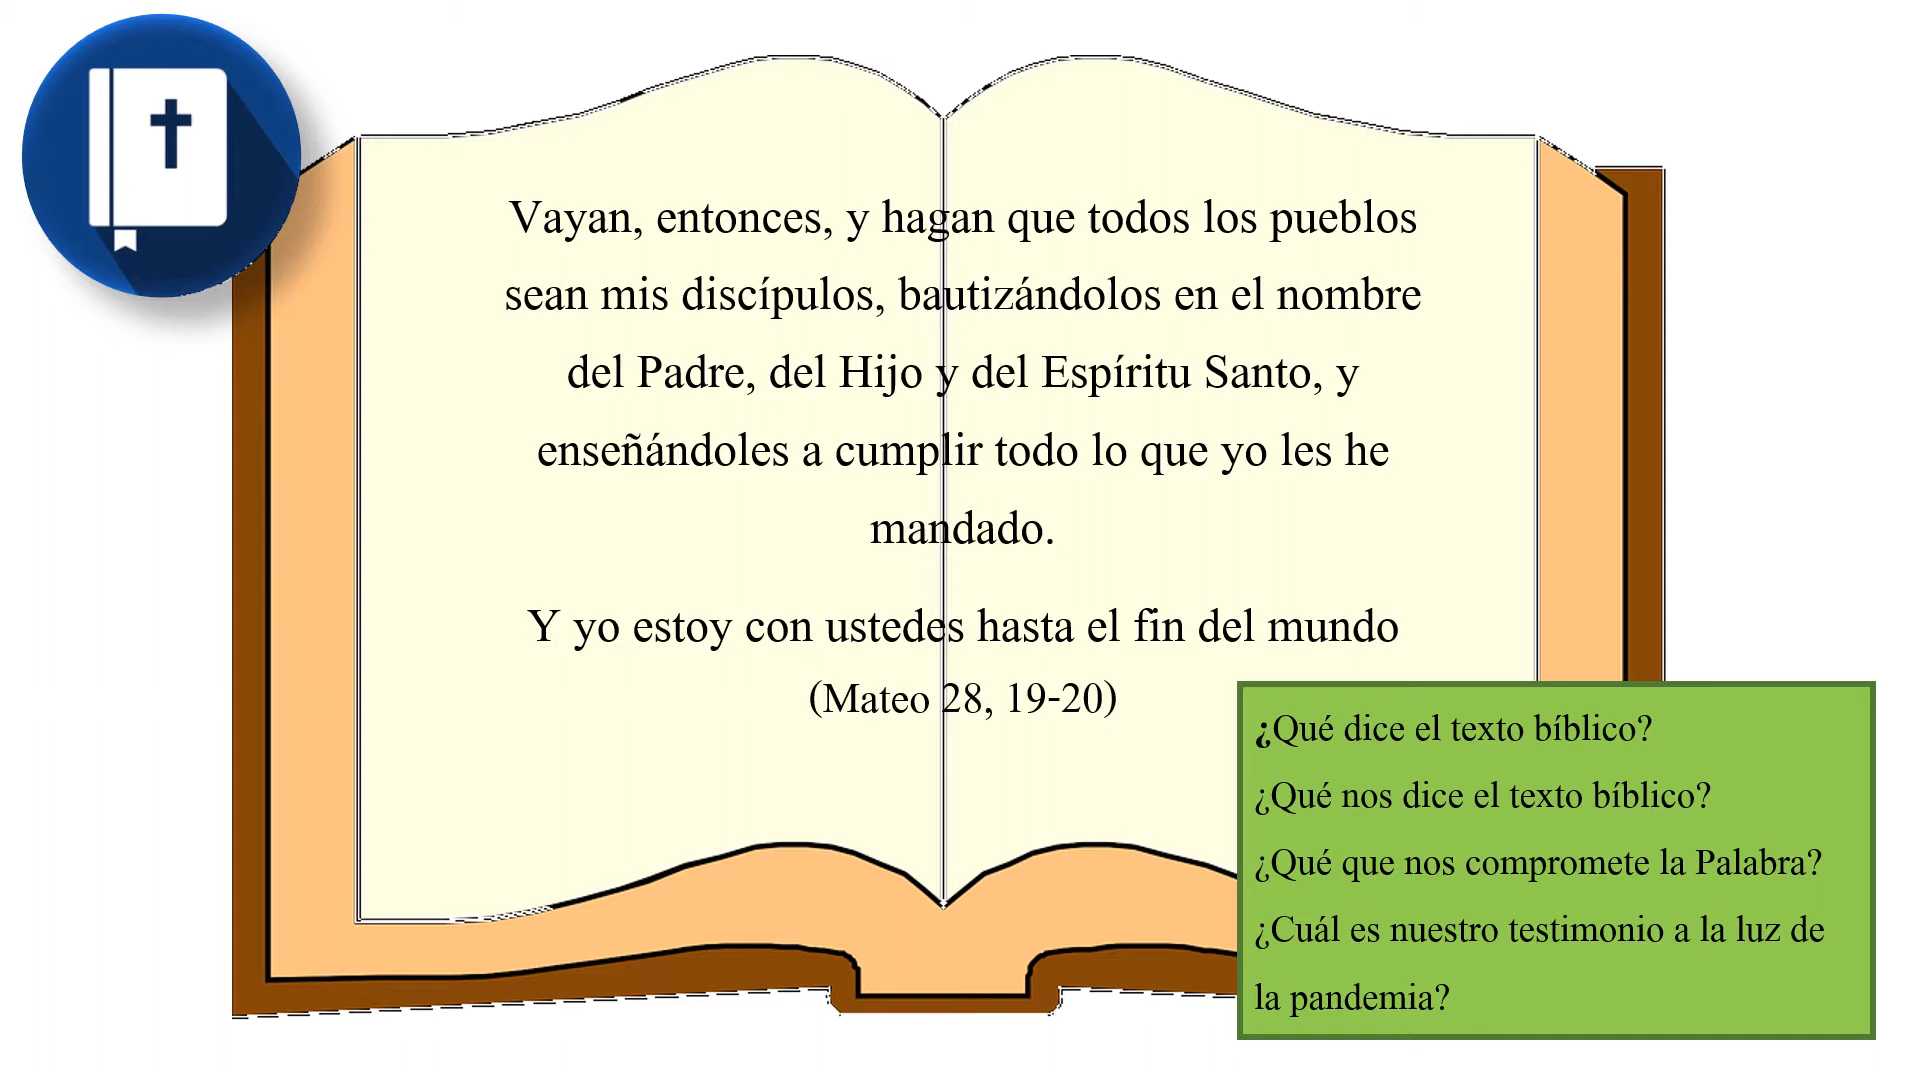 Vayan, entonces, y hagan que todos los pueblos
sean mis discípulos, bautizándolos en el nombre
del Padre, del Hijo y del Espíritu Santo, y
enseñándoles a cumplir todo lo que yo les he
mandado.
Y yo estoy con ustedes hasta el fin del mundo
(Mateo 28, 19-20)
¿Qué dice el texto bíblico?
¿Qué nos dice el texto bíblico?
¿Qué que nos compromete la Palabra?
¿Cuál es nuestro testimonio a la luz de
la pandemia?